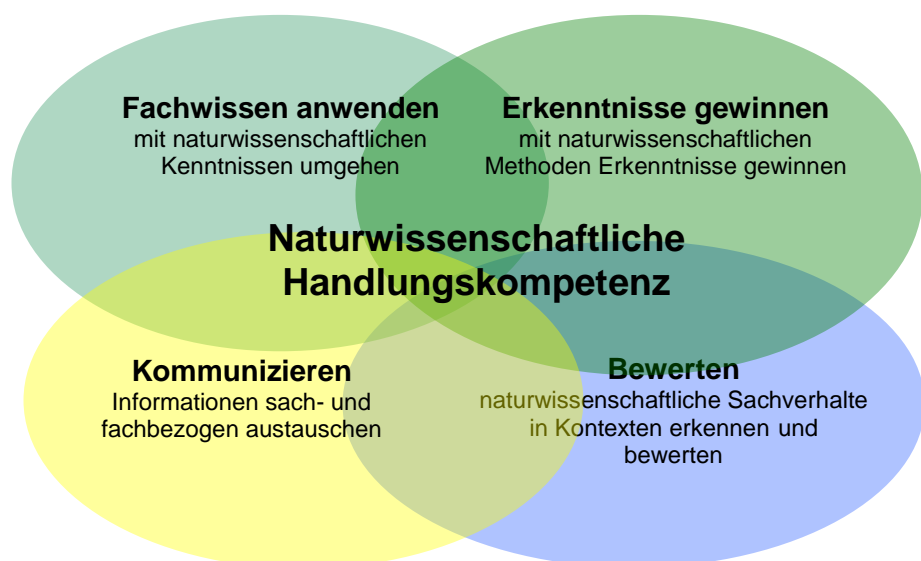 Fachwissen anwenden
mit naturwissenschaftlichen
Kenntnissen umgehen
Erkenntnisse gewinnen
mit naturwissenschaftlichen
Methoden Erkenntnisse gewinnen
Naturwissenschaftliche
Handlungskompetenz
Kommunizieren
Informationen sach- und
fachbezogen austauschen
Bewerten
naturwissenschaftliche Sachverhalte
in Kontexten erkennen und
bewerten